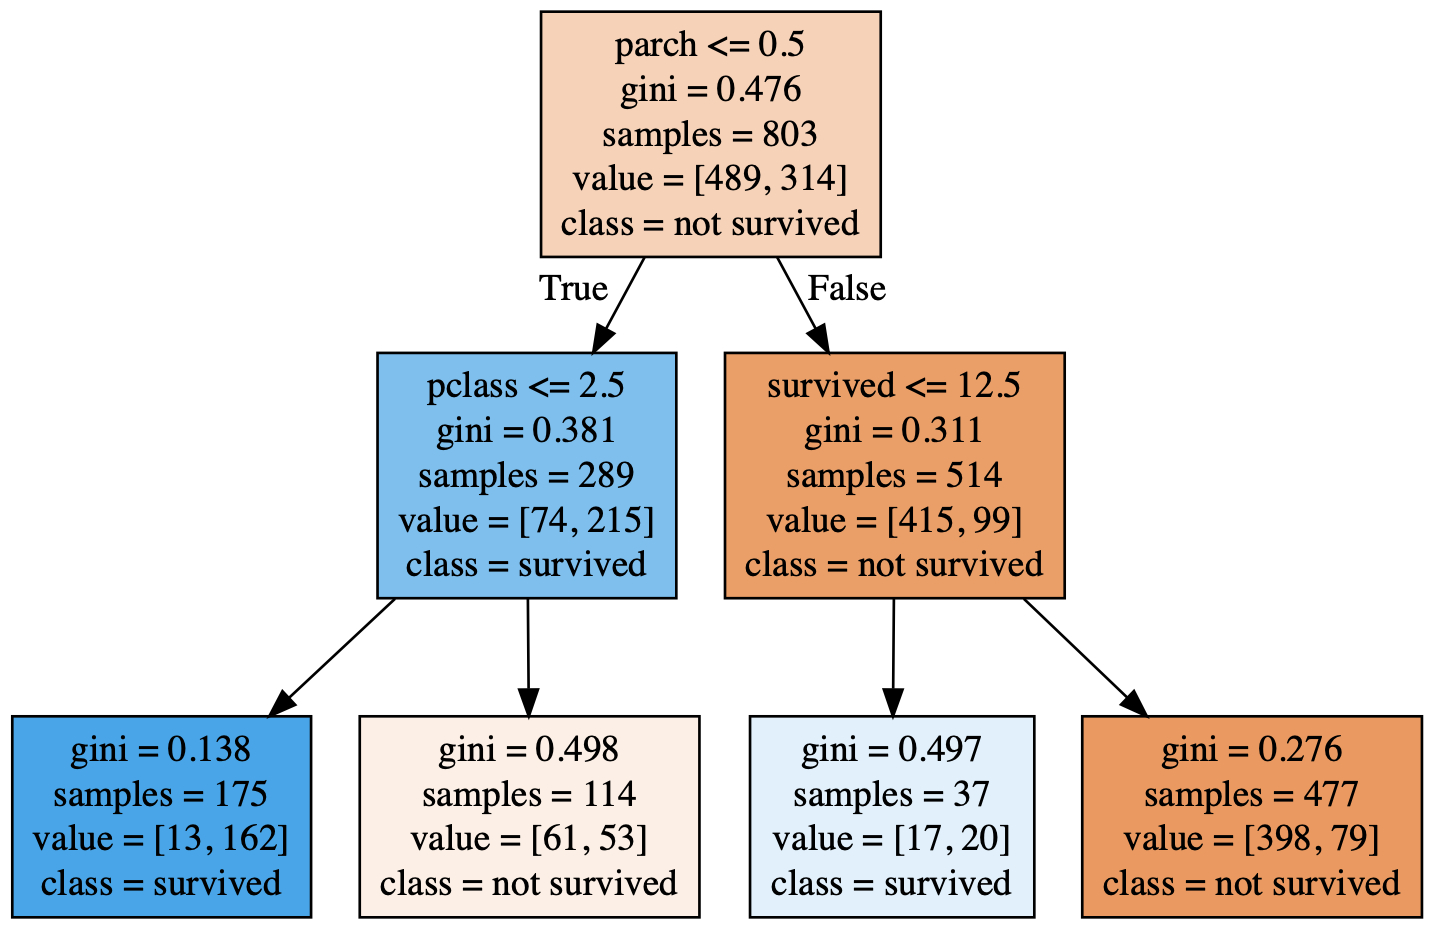 parch <= 0.5
gini = 0.476
samples = 803
value = [489, 314]
class = not survived
True
False
pclass <= 2.5
gini = 0.381
samples = 289
value = [74, 215]
class = survived
survived <= 12.5
gini = 0.311
samples = 514
value = [415, 99]
class = not survived
gini = 0.138
samples = 175
value = [13, 162]
class = survived
gini = 0.498
samples = 114
value = [61, 53]
class = not survived
gini = 0.497
samples = 37
value = [17, 20]
class = survived
gini = 0.276
samples = 477
value = [398, 79]
class = not survived